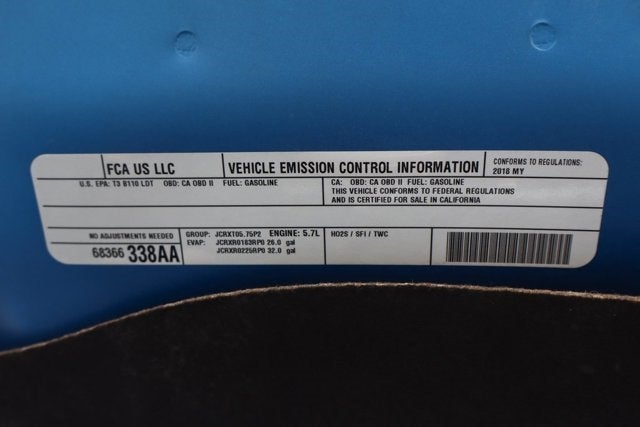 FCA US LLC
VEHICLE EMISSION CONTROL INFORMATION
CONFORMS TO REGULATIONS:
2018 MY
U.S. EPA: T3 B110 LDT OBD: CA OBD II FUEL: GASOLINE
CA: OBD: CA OBD II FUEL: GASOLINE
THIS VEHICLE CONFORMS TO FEDERAL REGULATIONS
AND IS CERTIFIED FOR SALE IN CALIFORNIA
NO ADJUSTMENTS NEEDED
68366 338AA
GROUP: JCRXT05.75P2 ENGINE: 5.7L
EVAP: JCRXR0183RP0 26.0 gal
JCRXR0225RP0 32.0 gal
HO2S / SFI / TWC